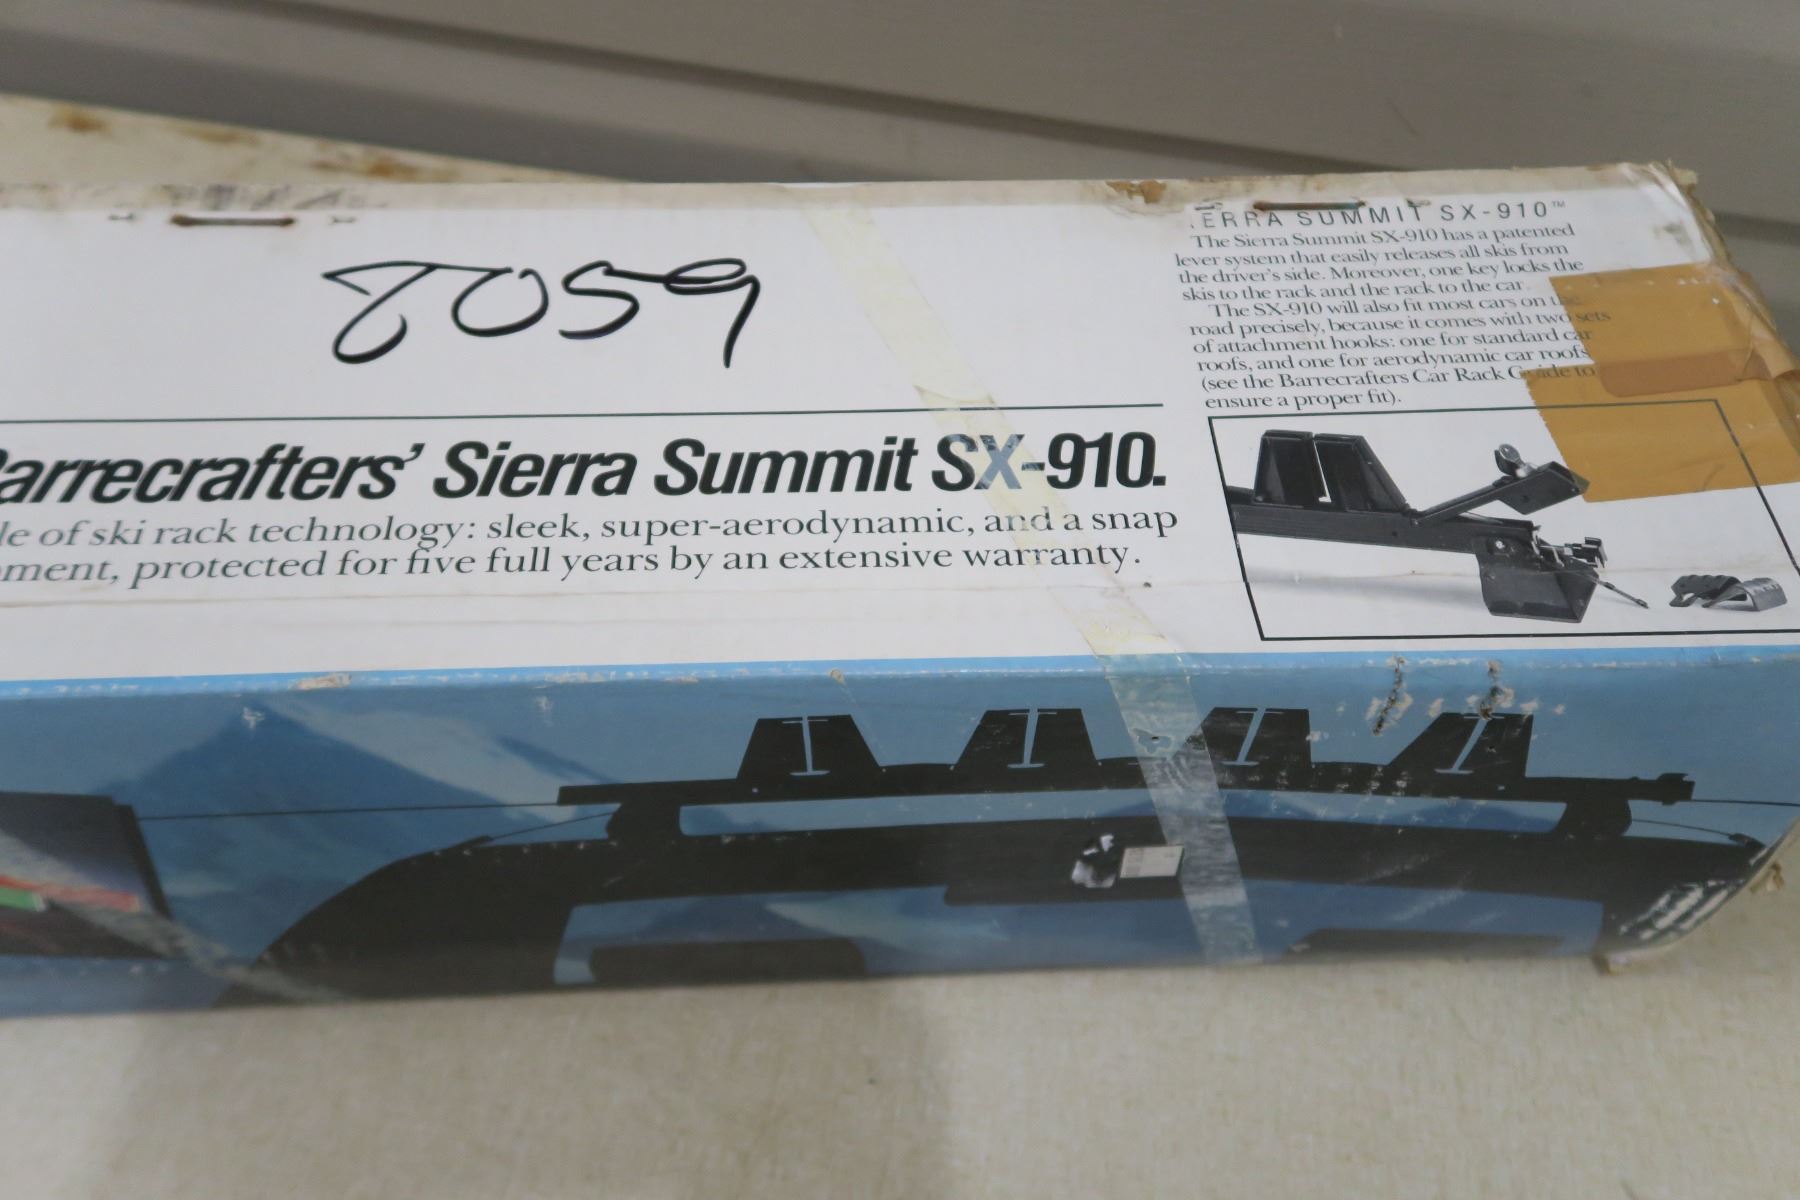 8059
arrecrafters' Sierra Summit SX-910.
of ski rack technology: sleek, super-aerodynamic, and a snap
protected for five full years by an extensive warranty.
ERRA SUMMIT SX-910™
The Sierra Summit SX-910 has a patented
lever system that easily releases all skis from
the driver's side. Moreover, one key locks the
skis to the rack and the rack to the car.
The SX-910 will also fit most cars on
road precisely, because it comes with two sets
of attachment hooks: one for standard car
roofs, and one for aerodynamic car roofs
(see the Barrecrafters Car Rack Guide to
ensure a proper fit).